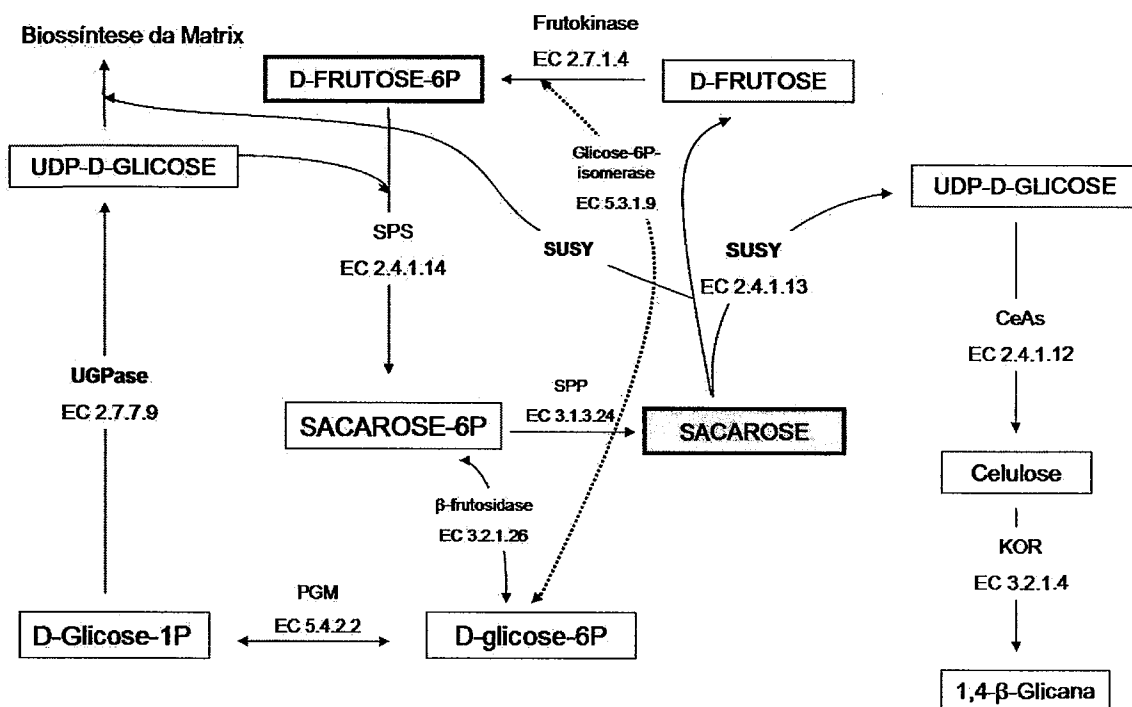 Biossíntese da Matrix
Frutokinase
EC 2.7.1.4
D-FRUTOSE-6P
D-FRUTOSE
UDP-D-GLICOSE
Glicose-6P-
isomerase
EC 5.3.1.9
UDP-D-GLICOSE
SPS
EC 2.4.1.14
SUSY
SUSY
EC 2.4.1.13
CeAs
EC 2.4.1.12
UGPase
EC 2.7.7.9
SPP
EC 3.1.3.24
SACAROSE-6P
SACAROSE
Celulose
β-frutosidase
EC 3.2.1.26
KOR
EC 3.2.1.4
PGM
EC 5.4.2.2
D-Glicose-1P
D-glicose-6P
1,4-β-Glicana